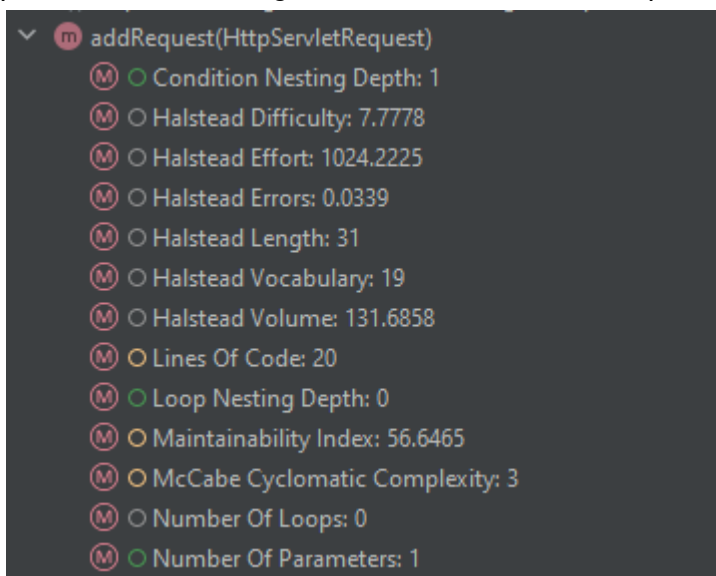 addRequest(HttpServletRequest)
Condition Nesting Depth: 1
Halstead Difficulty: 7.7778
Halstead Effort: 1024.2225
Halstead Errors: 0.0339
Halstead Length: 31
Halstead Vocabulary: 19
Halstead Volume: 131.6858
Lines Of Code: 20
Loop Nesting Depth: 0
Maintainability Index: 56.6465
McCabe Cyclomatic Complexity: 3
Number Of Loops: 0
Number Of Parameters: 1